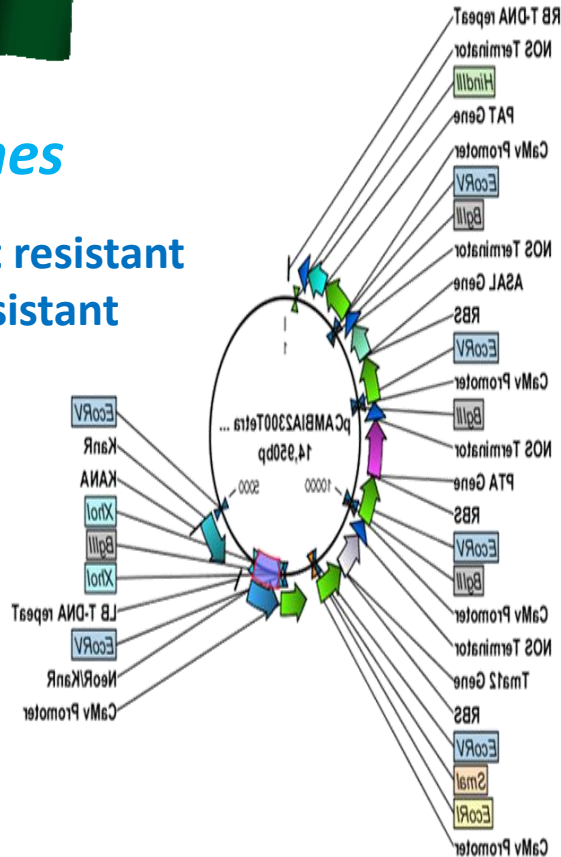 nes
t resistant
sistant
RB T-DNA repeaT
NOS Terminator
HindIII
PAT Gene
CaMv Promoter
EcoRV
BglII
NOS Terminator
ASAL Gene
RBS
EcoRV
CaMv Promoter
BglII
NOS Terminator
PTA Gene
RBS
EcoRV
BglII
CaMv Promoter
NOS Terminator
Tma12 Gene
RBS
EcoRV
SmaI
EcoRI
CaMv Promoter
1
pCAMBIA2300Tetra ...
14,950bp
5000
10000
EcoRV
KanR
KANA
XhoI
BglII
XhoI
LB T-DNA repeaT
EcoRV
NeoR/KanR
CaMv Promoter